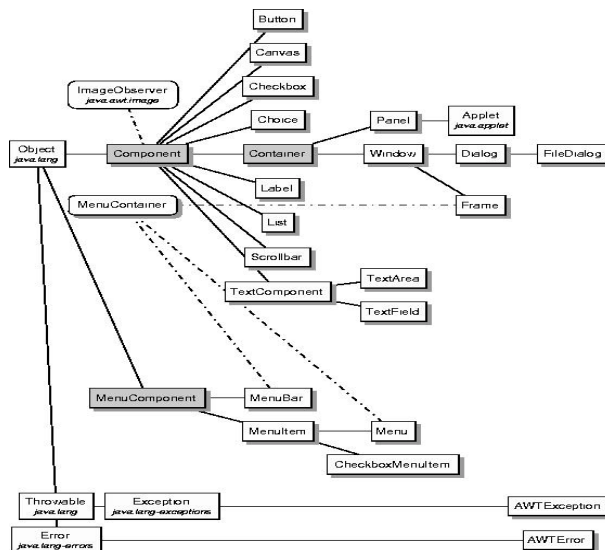 Button
Canvas
ImageObserver
java.awt.image
Checkbox
Choice
Panel
Applet
java.applet
Object
java.lang
Component
Container
Window
Dialog
FileDialog
Label
MenuContainer
Frame
List
Scrollbar
TextComponent
TextArea
TextField
MenuComponent
MenuBar
MenuItem
Menu
CheckboxMenuItem
Throwable
java.lang
Exception
java.lang-exceptions
AWTException
Error
java.lang-errors
AWTError